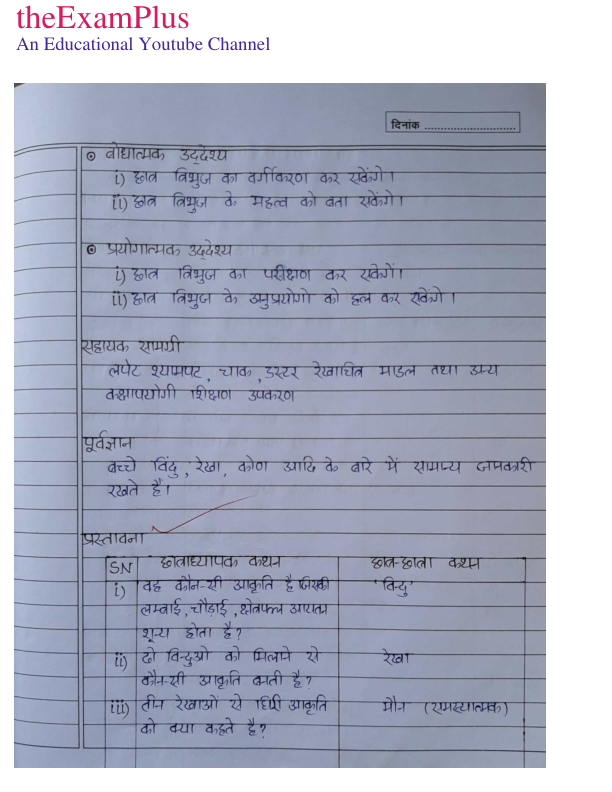 theExamPlus
An Educational Youtube Channel
दिनांक ..............................
⊙ बोधात्मक उद्देश्य
i) छात्र त्रिभुज का वर्गीकरण कर सकेंगे।
ii) छात्र त्रिभुज के महत्व को बता सकेंगे।
⊙ प्रयोगात्मक उद्देश्य
i) छात्र त्रिभुज का परीक्षण कर सकेगें।
ii) छात्र त्रिभुज के अनुप्रयोगो को हल कर सकेंगे।
सहायक सामग्री
लपेट श्यामपट, चाक, डस्टर रेखाचित्र माडल तथा अन्य
कक्षापयोगी शिक्षण उपकरण
पूर्वज्ञान
बच्चे बिंदु, रेखा, कोण आदि के बारे में सामान्य जानकारी
रखते हैं।
प्रस्तावना
SN छात्राध्यापक कथन छात्र-छात्रा कथन
i) वह कौन-सी आकृति है जिसकी 'बिन्दु'
लम्बाई, चौड़ाई, क्षेत्रफल आयतन
शून्य होता है?
ii) दो बिन्दुओ को मिलाने से रेखा
कौन-सी आकृति बनती है?
iii) तीन रेखाओं से घिरी आकृति मौन (समस्यात्मक)
को क्या कहते है?